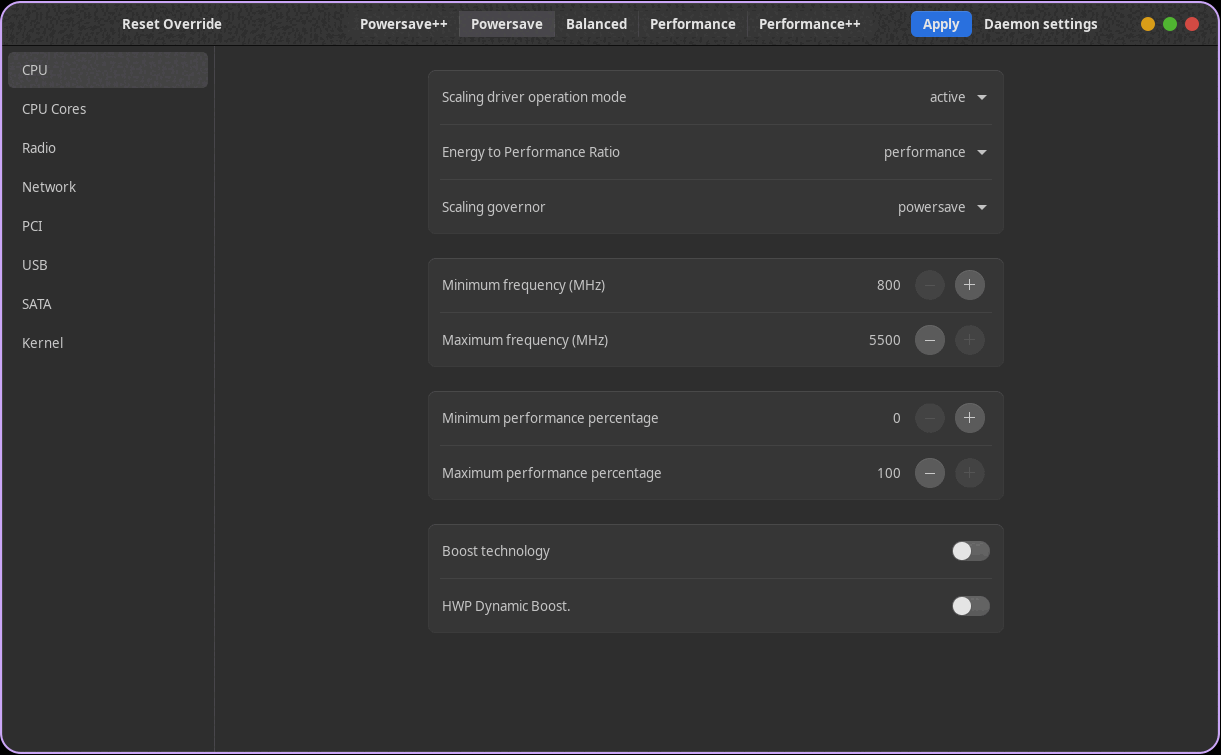 Reset Override Powersave++ Powersave Balanced Performance Performance++ Apply Daemon settings
CPU
CPU Cores
Radio
Network
PCI
USB
SATA
Kernel
Scaling driver operation mode active
Energy to Performance Ratio performance
Scaling governor powersave
Minimum frequency (MHz) 800 − +
Maximum frequency (MHz) 5500 − +
Minimum performance percentage 0 − +
Maximum performance percentage 100 − +
Boost technology
HWP Dynamic Boost.